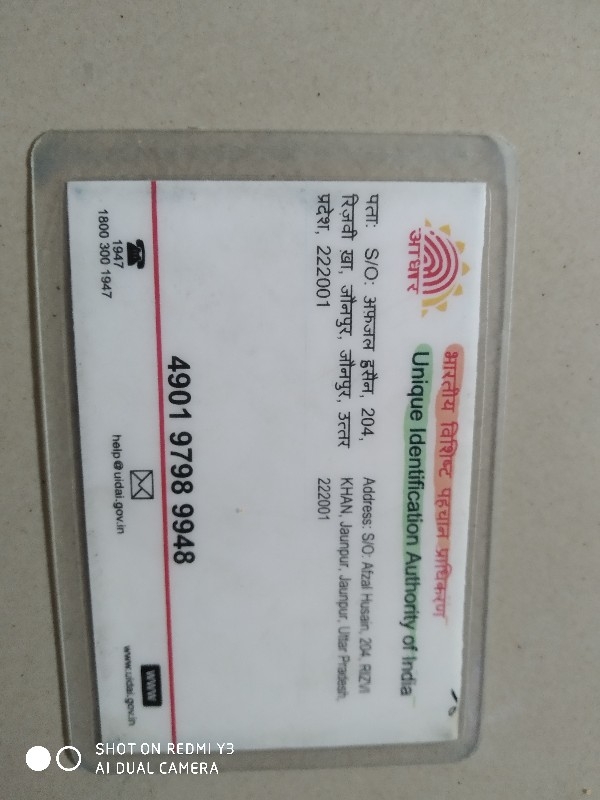 आधार
भारतीय विशिष्ट पहचान प्राधिकरण
Unique Identification Authority of India
पता: S/O: अफजल हुसैन, 204,
रिज़वी खा, जौनपुर, जौनपुर, उत्तर
प्रदेश, 222001
Address: S/O: Afzal Husain, 204, RIZVI
KHAN, Jaunpur, Jaunpur, Uttar Pradesh,
222001
4901 9798 9948
1947
1800 300 1947
help@uidai.gov.in
WWW
www.uidai.gov.in
SHOT ON REDMI Y3
AI DUAL CAMERA